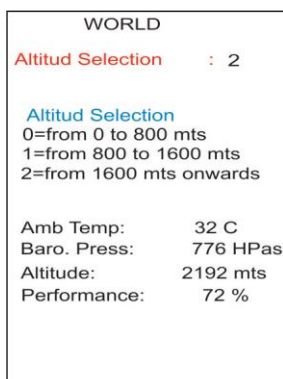 WORLD
Altitud Selection : 2
Altitud Selection
0=from 0 to 800 mts
1=from 800 to 1600 mts
2=from 1600 mts onwards
Amb Temp: 32 C
Baro. Press: 776 HPas
Altitude: 2192 mts
Performance: 72 %